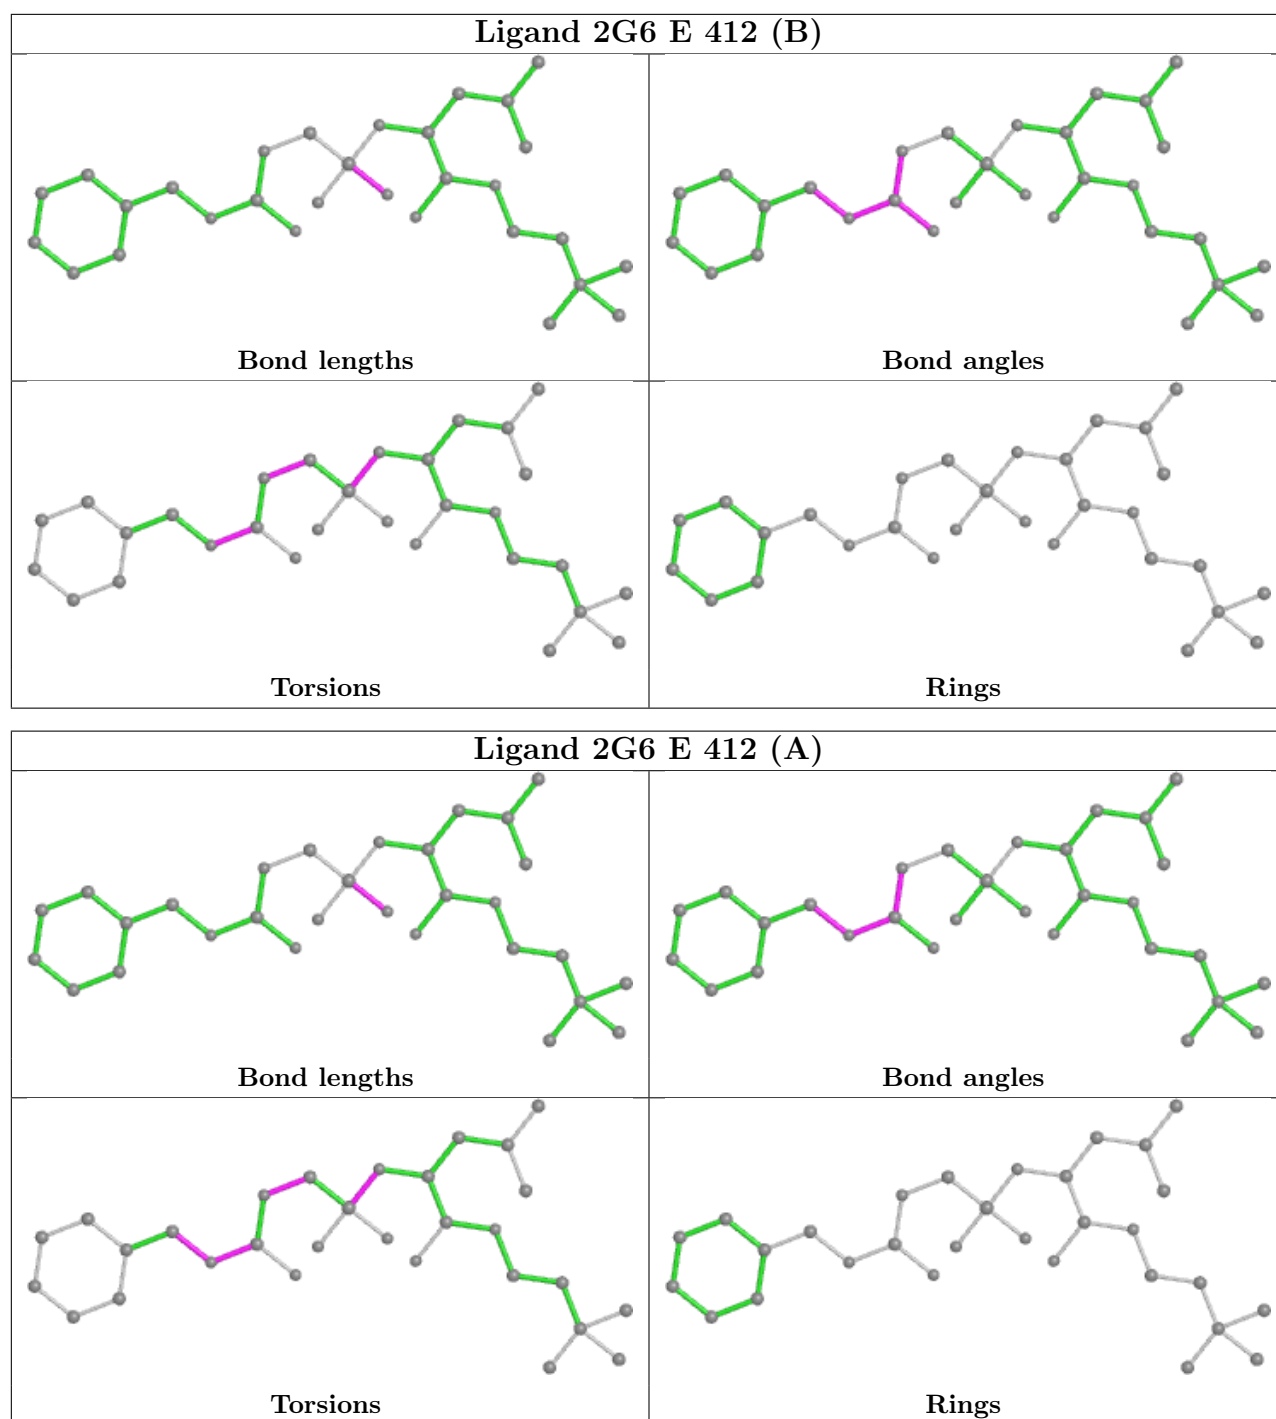 Ligand 2G6 E 412 (B)
Bond lengths
Bond angles
Torsions
Rings
Ligand 2G6 E 412 (A)
Bond lengths
Bond angles
Torsions
Rings